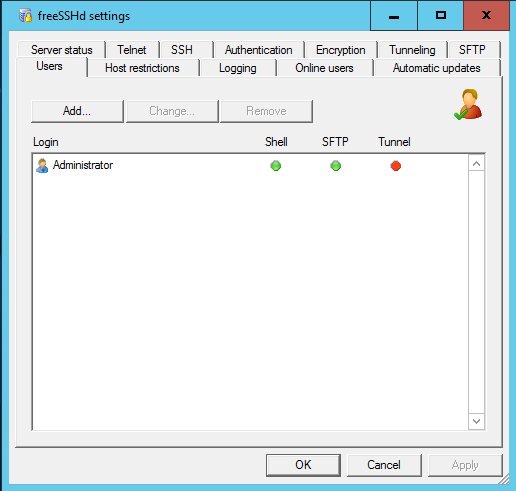 freeSSHd settings
Server status Telnet SSH Authentication Encryption Tunneling SFTP
Users Host restrictions Logging Online users Automatic updates
Add... Change... Remove
Login Shell SFTP Tunnel
Administrator
OK Cancel Apply